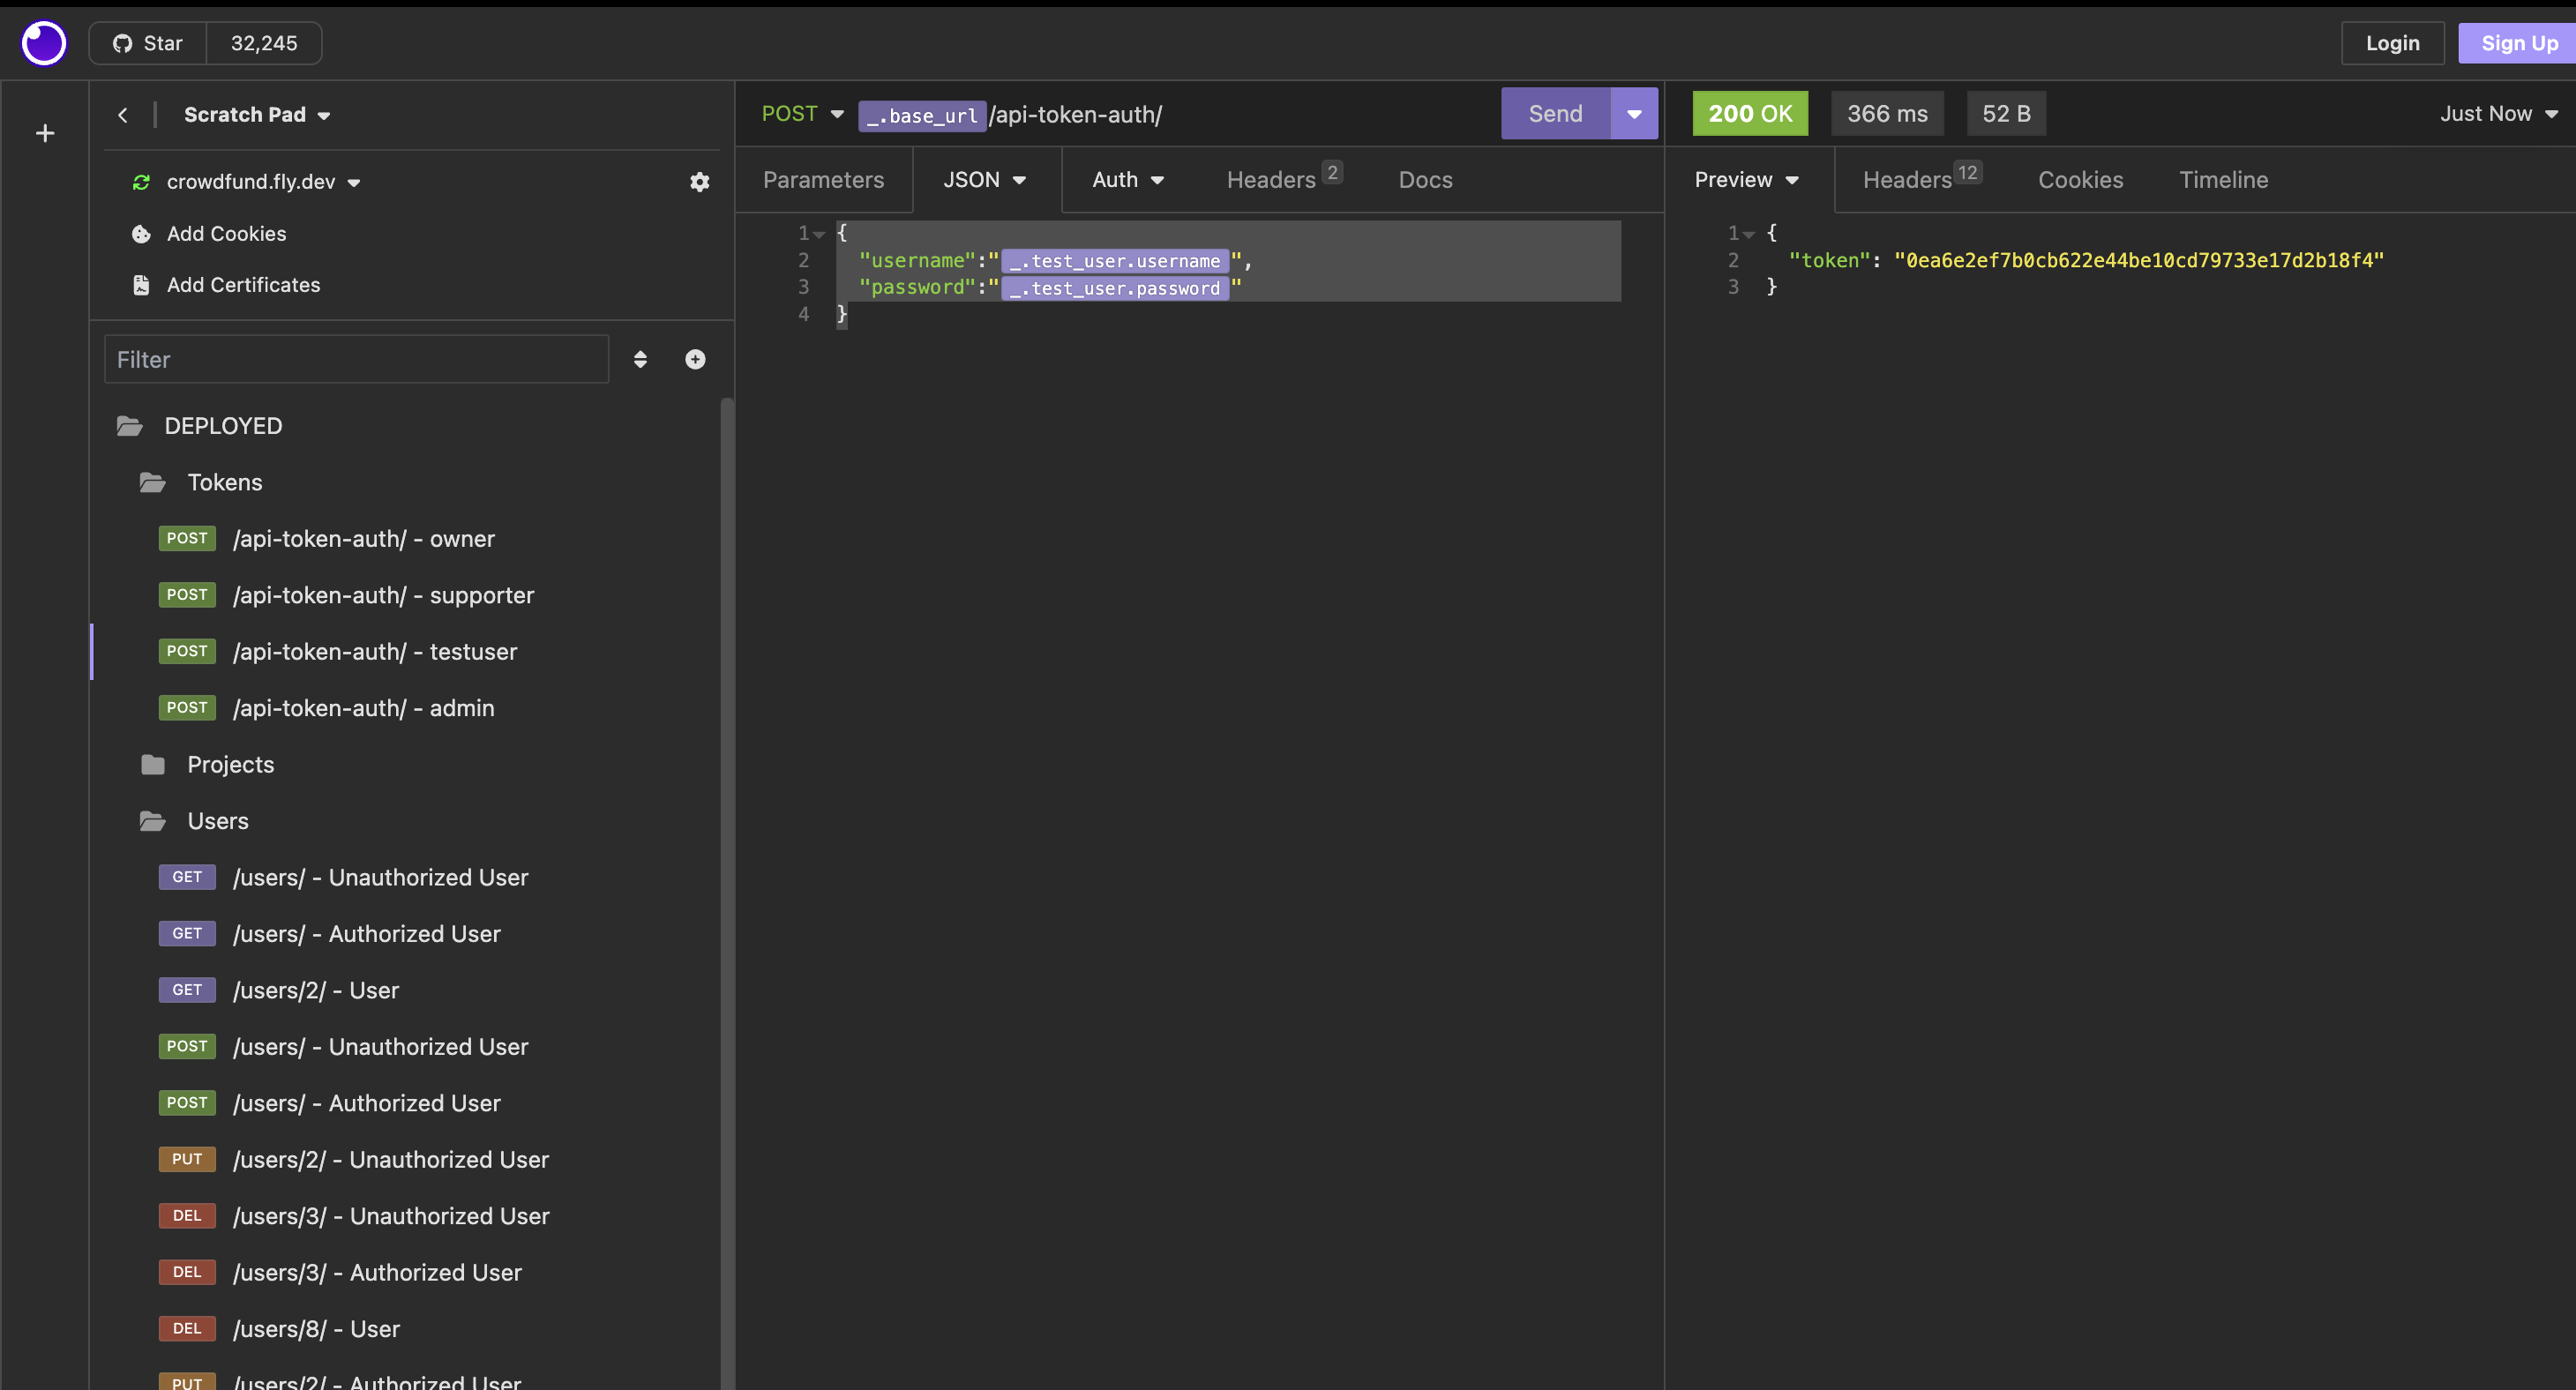 Star 32,245
Login Sign Up
Scratch Pad
crowdfund.fly.dev
Add Cookies
Add Certificates
Filter
DEPLOYED
Tokens
POST /api-token-auth/ - owner
POST /api-token-auth/ - supporter
POST /api-token-auth/ - testuser
POST /api-token-auth/ - admin
Projects
Users
GET /users/ - Unauthorized User
GET /users/ - Authorized User
GET /users/2/ - User
POST /users/ - Unauthorized User
POST /users/ - Authorized User
PUT /users/2/ - Unauthorized User
DEL /users/3/ - Unauthorized User
DEL /users/3/ - Authorized User
DEL /users/8/ - User
PUT /users/2/ - Authorized User
POST _.base_url/api-token-auth/ Send
Parameters JSON Auth Headers 2 Docs
1 {
2 "username":"_.test_user.username",
3 "password":"_.test_user.password"
4 }
200 OK 366 ms 52 B Just Now
Preview Headers 12 Cookies Timeline
1 {
2 "token": "0ea6e2ef7b0cb622e44be10cd79733e17d2b18f4"
3 }